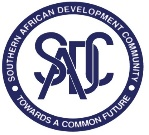 SOUTHERN AFRICAN DEVELOPMENT COMMUNITY
SADC
TOWARDS A COMMON FUTURE